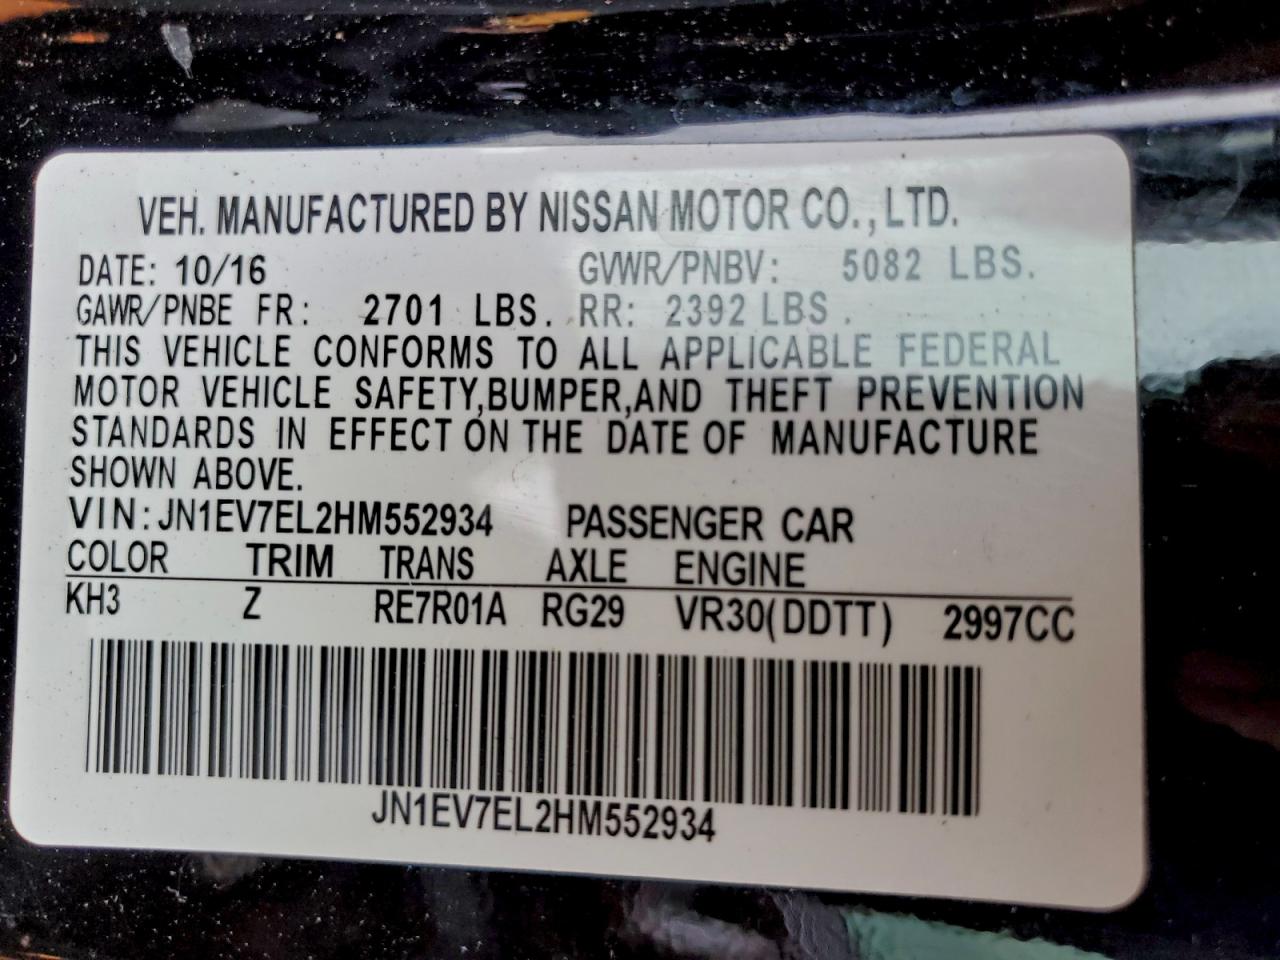 VEH. MANUFACTURED BY NISSAN MOTOR CO., LTD.
DATE: 10/16 GVWR/PNBV: 5082 LBS.
GAWR/PNBE FR: 2701 LBS. RR: 2392 LBS.
THIS VEHICLE CONFORMS TO ALL APPLICABLE FEDERAL
MOTOR VEHICLE SAFETY,BUMPER,AND THEFT PREVENTION
STANDARDS IN EFFECT ON THE DATE OF MANUFACTURE
SHOWN ABOVE.
VIN:JN1EV7EL2HM552934 PASSENGER CAR
COLOR TRIM TRANS AXLE ENGINE
KH3 Z RE7R01A RG29 VR30(DDTT) 2997CC
JN1EV7EL2HM552934